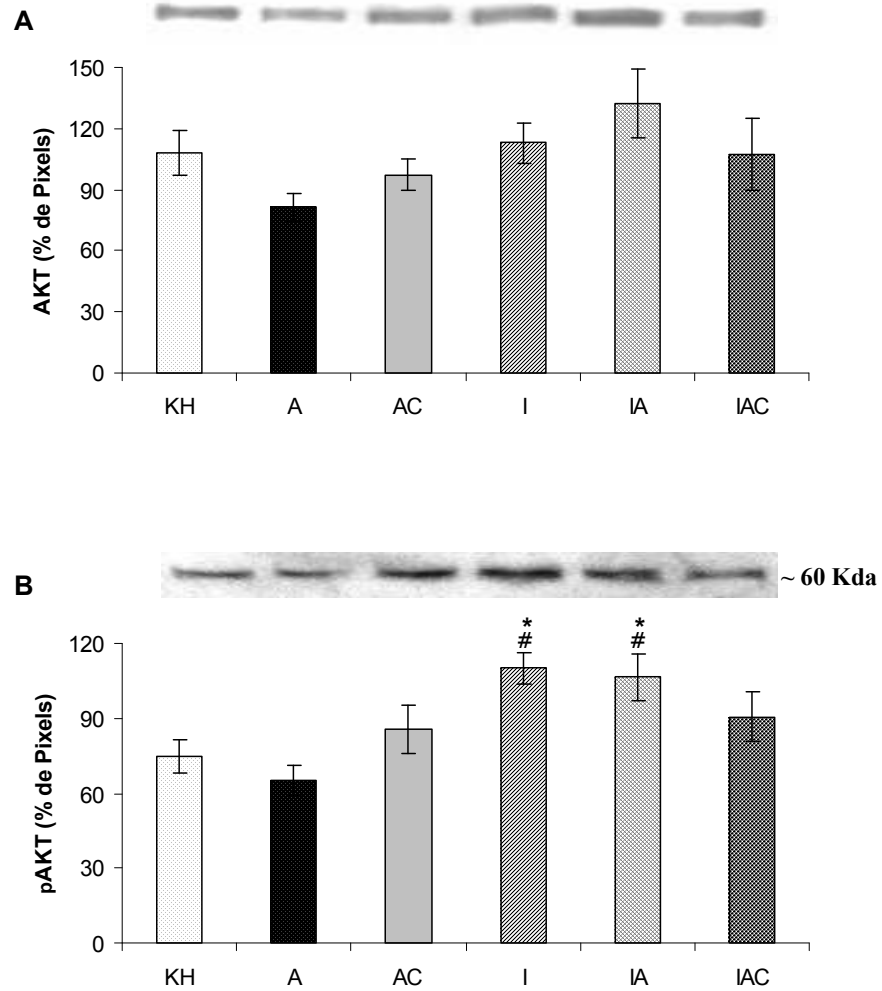 A
AKT (% de Pixels)
150
120
90
60
30
0
KH A AC I IA IAC
~ 60 Kda
B
* *
# #
pAKT (% de Pixels)
120
90
60
30
0
KH A AC I IA IAC